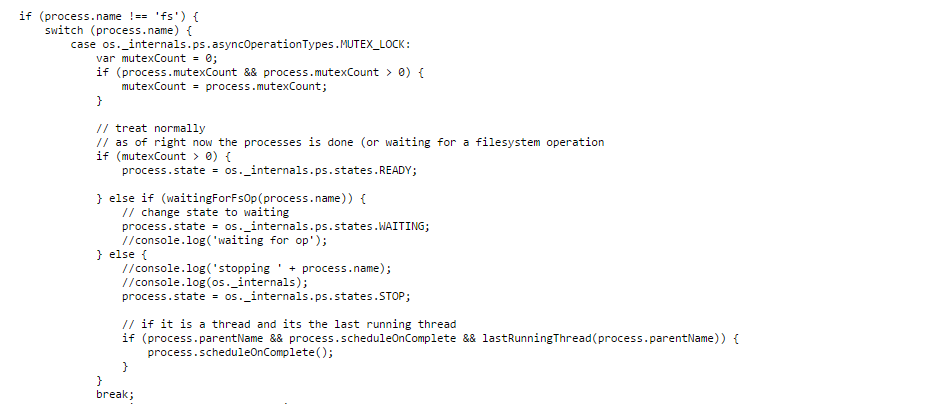 if (process.name !== 'fs') {
switch (process.name) {
case os._internals.ps.asyncOperationTypes.MUTEX_LOCK:
var mutexCount = 0;
if (process.mutexCount && process.mutexCount > 0) {
mutexCount = process.mutexCount;
}
// treat normally
// as of right now the processes is done (or waiting for a filesystem operation
if (mutexCount > 0) {
process.state = os._internals.ps.states.READY;
} else if (waitingForFsOp(process.name)) {
// change state to waiting
process.state = os._internals.ps.states.WAITING;
//console.log('waiting for op');
} else {
//console.log('stopping ' + process.name);
//console.log(os._internals);
process.state = os._internals.ps.states.STOP;
// if it is a thread and its the last running thread
if (process.parentName && process.scheduleOnComplete && lastRunningThread(process.parentName)) {
process.scheduleOnComplete();
}
}
break;